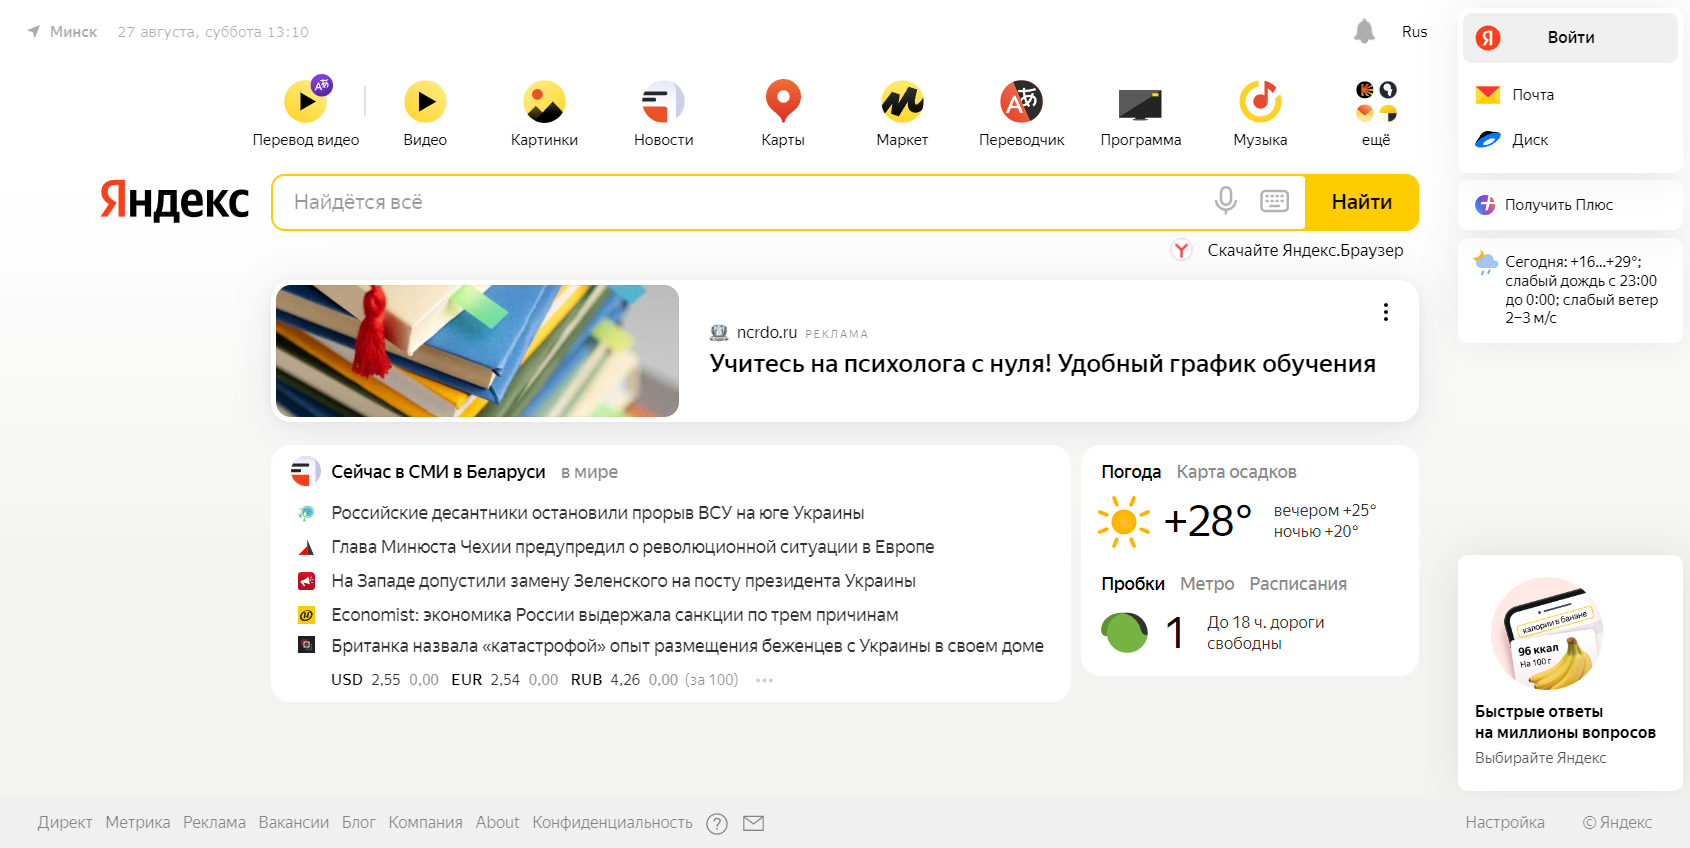 Минск 27 августа, суббота 13:10 Rus
Перевод видео Видео Картинки Новости Карты Маркет Переводчик Программа Музыка ещё
Яндекс
Найдётся всё
Найти
Скачайте Яндекс.Браузер
ncrdo.ru РЕКЛАМА
Учитесь на психолога с нуля! Удобный график обучения
Сейчас в СМИ в Беларуси в мире
Российские десантники остановили прорыв ВСУ на юге Украины
Глава Минюста Чехии предупредил о революционной ситуации в Европе
На Западе допустили замену Зеленского на посту президента Украины
Economist: экономика России выдержала санкции по трем причинам
Британка назвала «катастрофой» опыт размещения беженцев с Украины в своем доме
USD 2,55 0,00 EUR 2,54 0,00 RUB 4,26 0,00 (за 100)
Погода Карта осадков
+28°
вечером +25°
ночью +20°
Пробки Метро Расписания
1
До 18 ч. дороги
свободны
Войти
Почта
Диск
Получить Плюс
Сегодня: +16...+29°;
слабый дождь с 23:00
до 0:00; слабый ветер
2–3 м/с
калории в банане
96 ккал
На 100 г
Быстрые ответы
на миллионы вопросов
Выбирайте Яндекс
Директ Метрика Реклама Вакансии Блог Компания About Конфиденциальность
Настройка © Яндекс